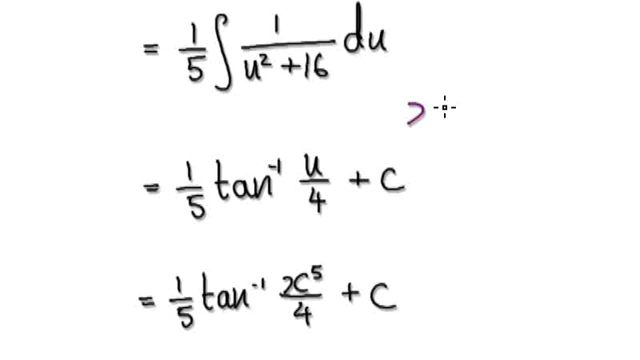 = 1/5 ∫ 1/(u² + 16) du
= 1/5 tan⁻¹ u/4 + C
= 1/5 tan⁻¹ x⁵/4 + C